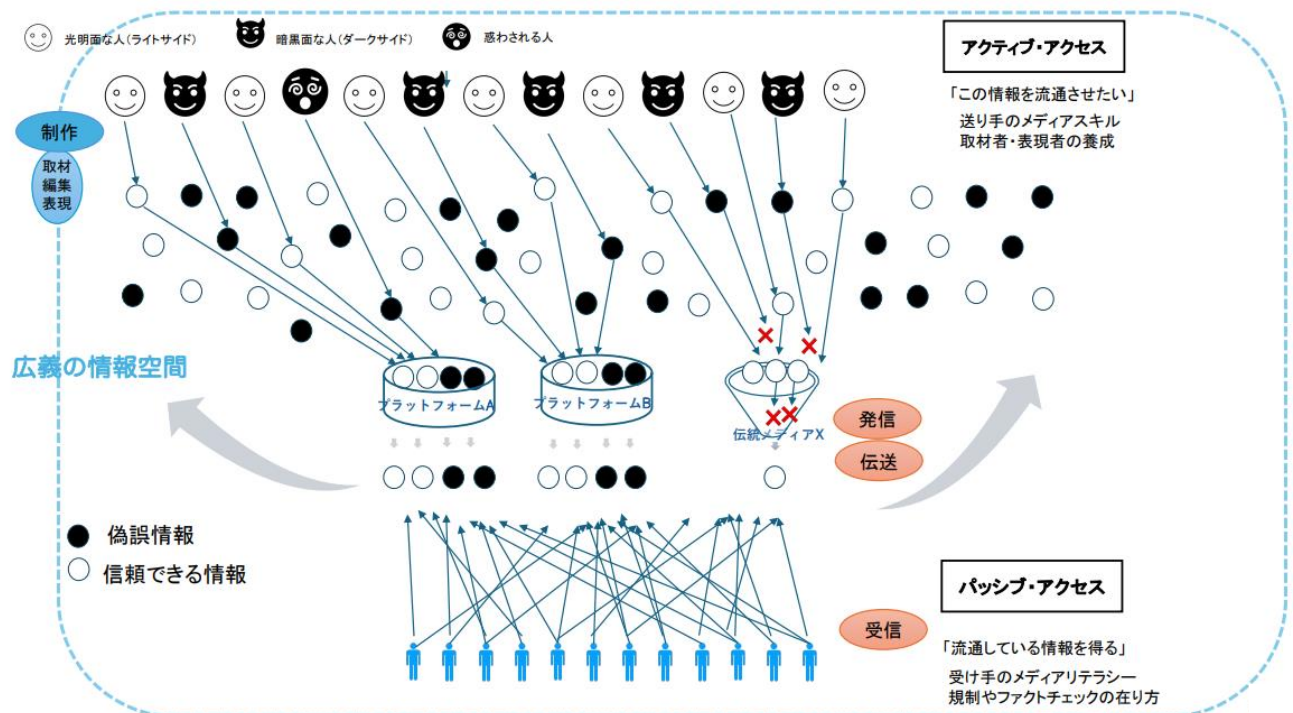 光明面な人(ライトサイド)
暗黒面な人(ダークサイド)
惑わされる人
アクティブ・アクセス
「この情報を流通させたい」
送り手のメディアスキル
取材者・表現者の養成
制作
取材
編集
表現
広義の情報空間
プラットフォームA
プラットフォームB
伝統メディアX
発信
伝送
偽誤情報
信頼できる情報
パッシブ・アクセス
受信
「流通している情報を得る」
受け手のメディアリテラシー
規制やファクトチェックの在り方